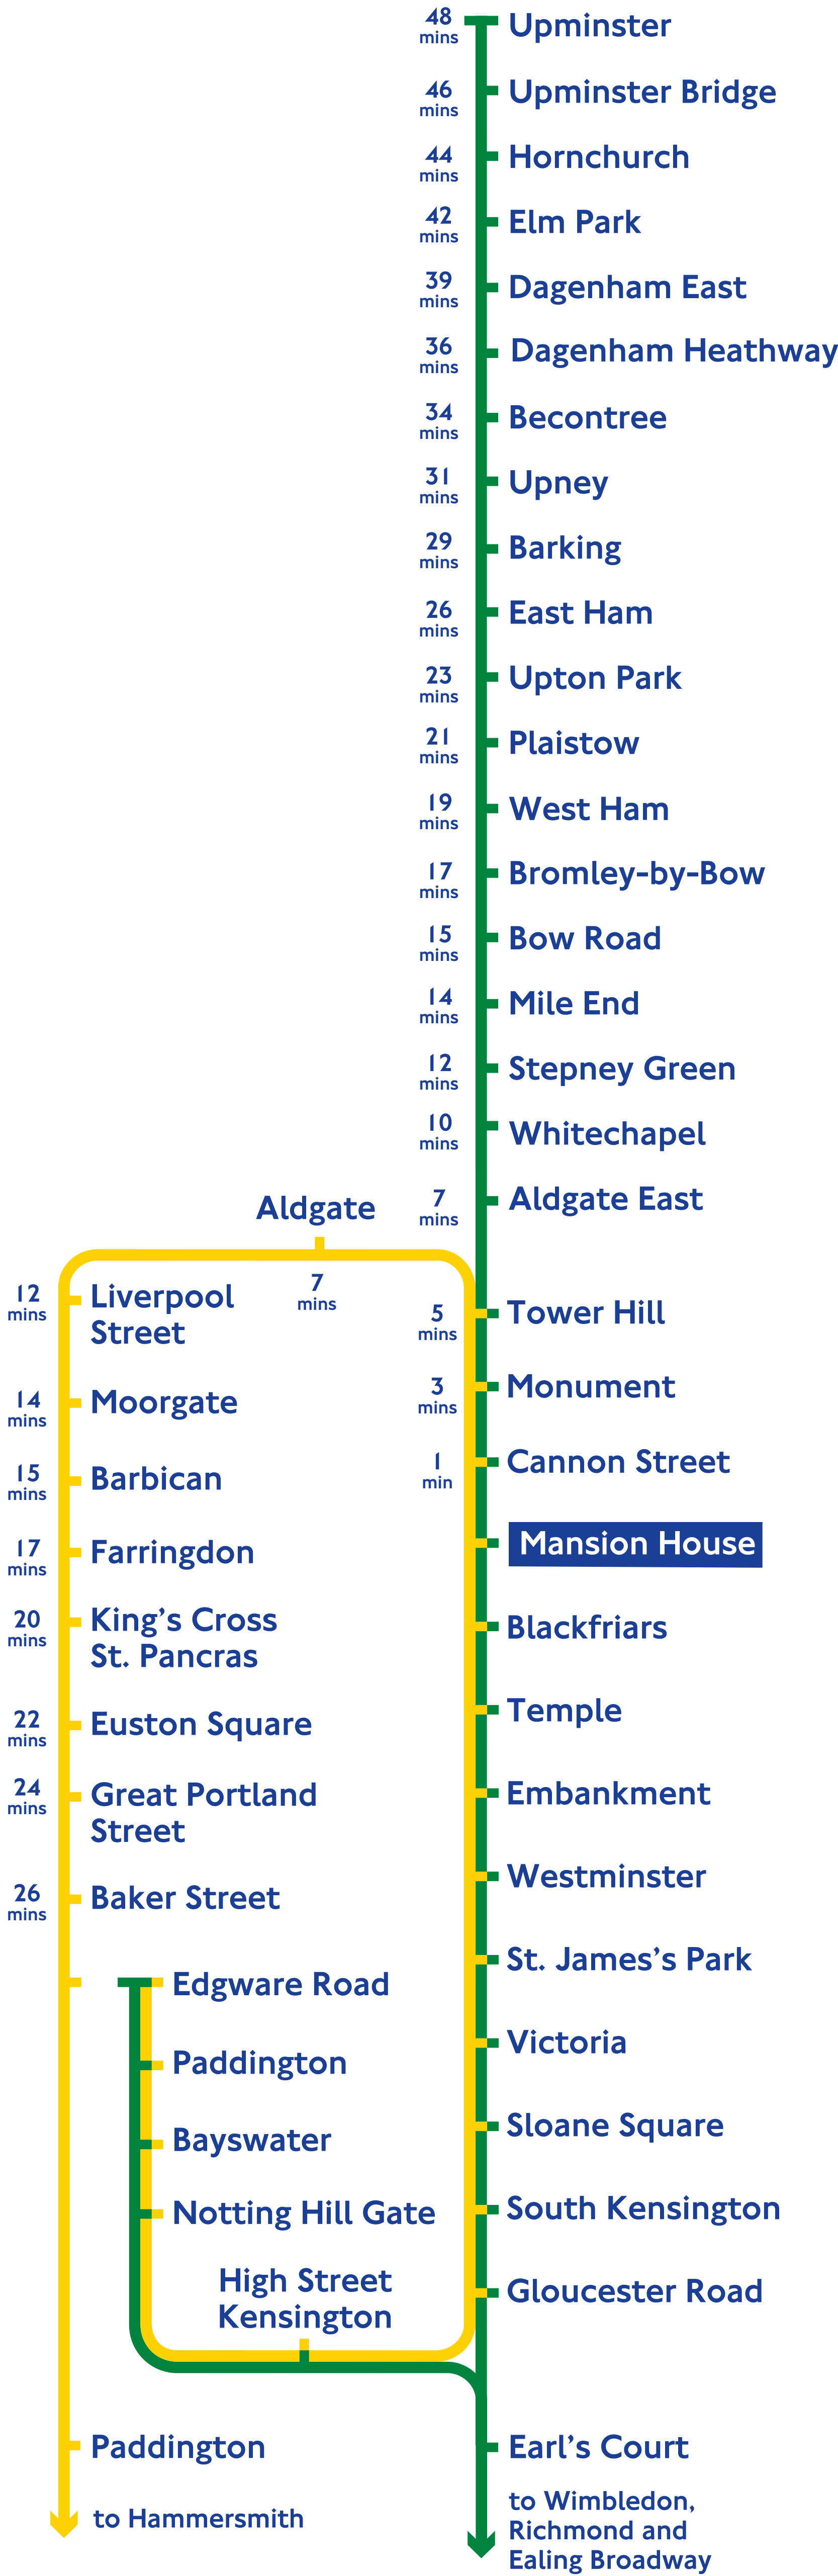 48
mins
Upminster
46
mins
Upminster Bridge
44
mins
Hornchurch
42
mins
Elm Park
39
mins
Dagenham East
36
mins
Dagenham Heathway
34
mins
Becontree
31
mins
Upney
29
mins
Barking
26
mins
East Ham
23
mins
Upton Park
21
mins
Plaistow
19
mins
West Ham
17
mins
Bromley-by-Bow
15
mins
Bow Road
14
mins
Mile End
12
mins
Stepney Green
10
mins
Whitechapel
7
mins
Aldgate East
5
mins
Tower Hill
3
mins
Monument
1
min
Cannon Street
Mansion House
Blackfriars
Temple
Embankment
Westminster
St. James's Park
Victoria
Sloane Square
South Kensington
Gloucester Road
Earl's Court
to Wimbledon,
Richmond and
Ealing Broadway
Aldgate
7
mins
12
mins
Liverpool
Street
14
mins
Moorgate
15
mins
Barbican
17
mins
Farringdon
20
mins
King's Cross
St. Pancras
22
mins
Euston Square
24
mins
Great Portland
Street
26
mins
Baker Street
Edgware Road
Paddington
Bayswater
Notting Hill Gate
High Street
Kensington
Paddington
to Hammersmith